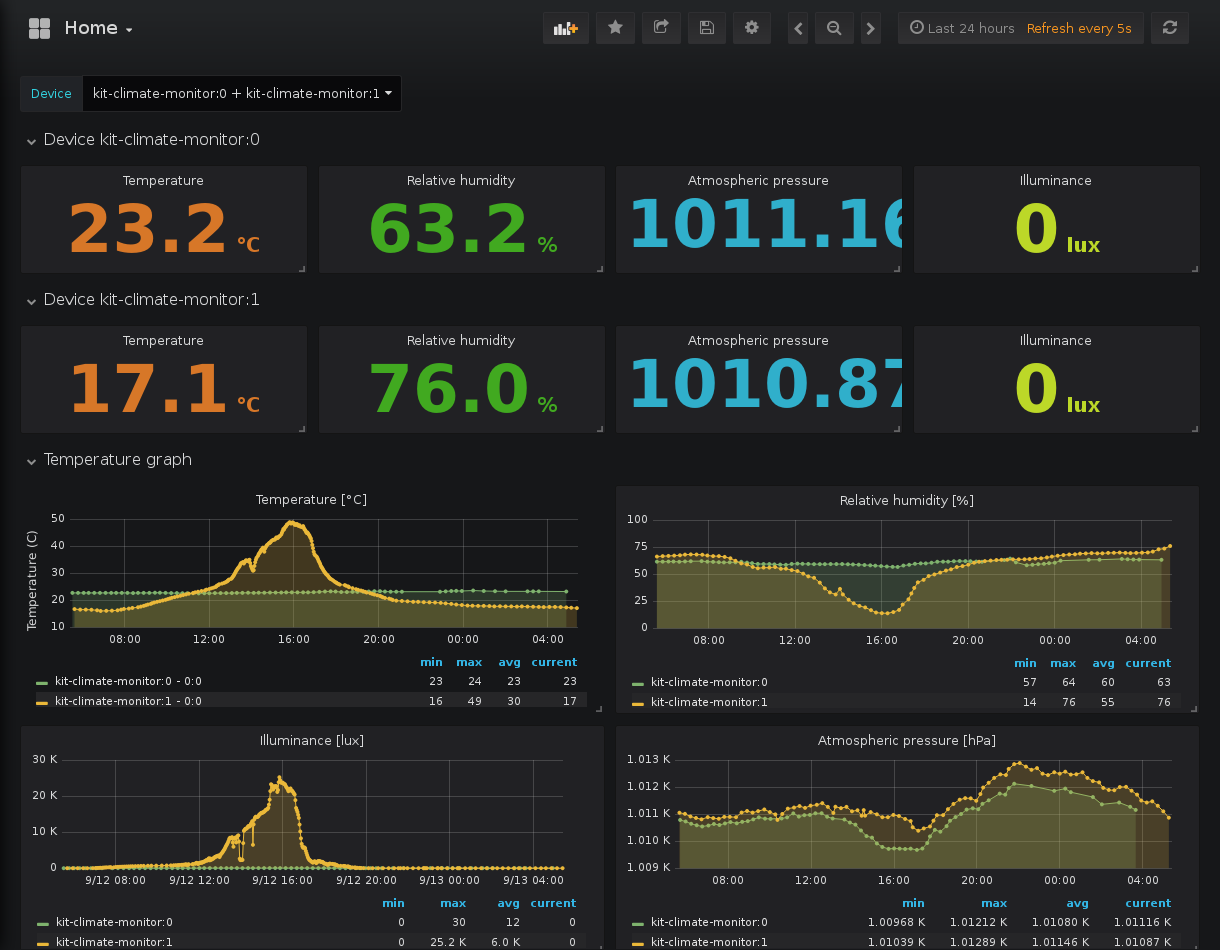 Home
Last 24 hours Refresh every 5s
Device kit-climate-monitor:0 + kit-climate-monitor:1
Device kit-climate-monitor:0
Temperature Relative humidity Atmospheric pressure Illuminance
23.2 °C 63.2 % 1011.16 0 lux
Device kit-climate-monitor:1
Temperature Relative humidity Atmospheric pressure Illuminance
17.1 °C 76.0 % 1010.87 0 lux
Temperature graph
Temperature [°C]
Temperature (C)
50
40
30
20
10
08:00 12:00 16:00 20:00 00:00 04:00
min max avg current
kit-climate-monitor:0 - 0:0 23 24 23 23
kit-climate-monitor:1 - 0:0 16 49 30 17
Relative humidity [%]
100
75
50
25
0
08:00 12:00 16:00 20:00 00:00 04:00
min max avg current
kit-climate-monitor:0 57 64 60 63
kit-climate-monitor:1 14 76 55 76
Illuminance [lux]
30 K
20 K
10 K
0
9/12 08:00 9/12 12:00 9/12 16:00 9/12 20:00 9/13 00:00 9/13 04:00
min max avg current
kit-climate-monitor:0 0 30 12 0
kit-climate-monitor:1 0 25.2 K 6.0 K 0
Atmospheric pressure [hPa]
1.013 K
1.012 K
1.011 K
1.010 K
1.009 K
08:00 12:00 16:00 20:00 00:00 04:00
min max avg current
kit-climate-monitor:0 1.00968 K 1.01212 K 1.01080 K 1.01116 K
kit-climate-monitor:1 1.01039 K 1.01289 K 1.01146 K 1.01087 K